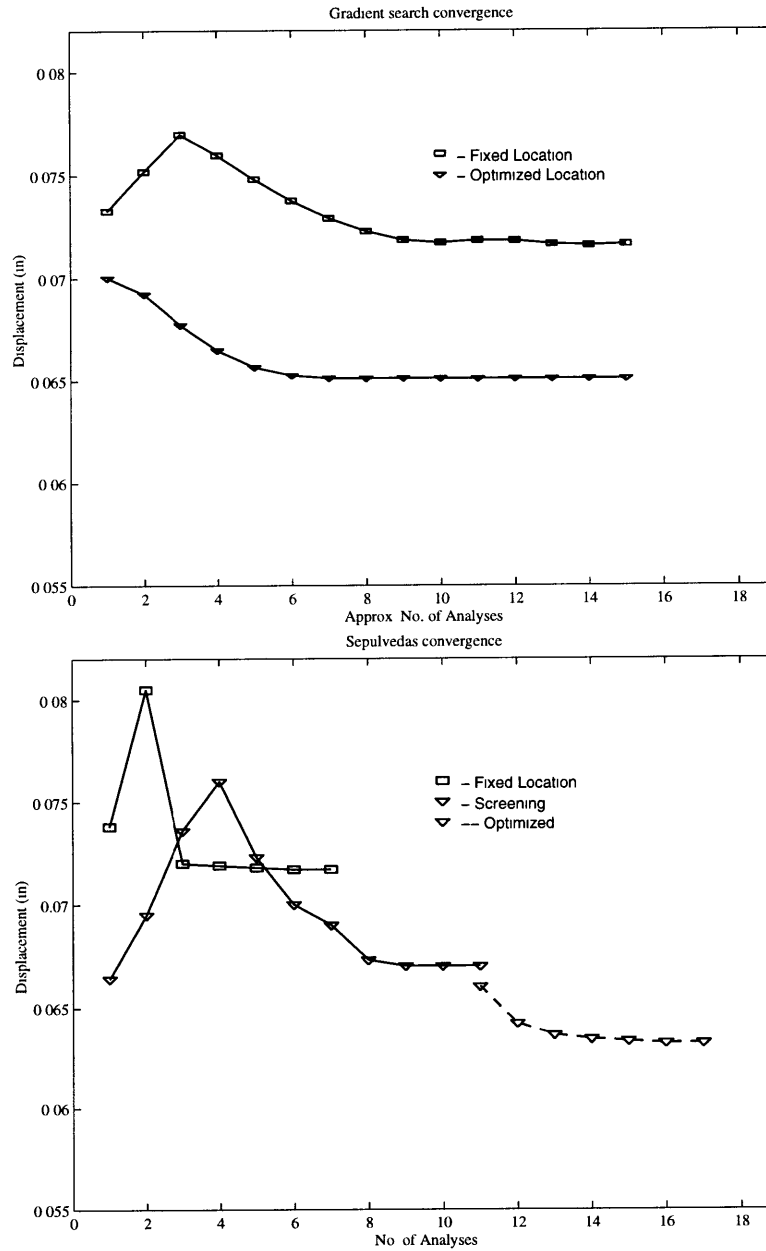 Gradient search convergence
0 08
0 075
0 07
0 065
0 06
0 055
Displacement (in)
– Fixed Location
– Optimized Location
0 2 4 6 8 10 12 14 16 18
Approx No. of Analyses
Sepulvedas convergence
0 08
0 075
0 07
0 065
0 06
0 055
Displacement (in)
– Fixed Location
– Screening
–– Optimized
0 2 4 6 8 10 12 14 16 18
No of Analyses